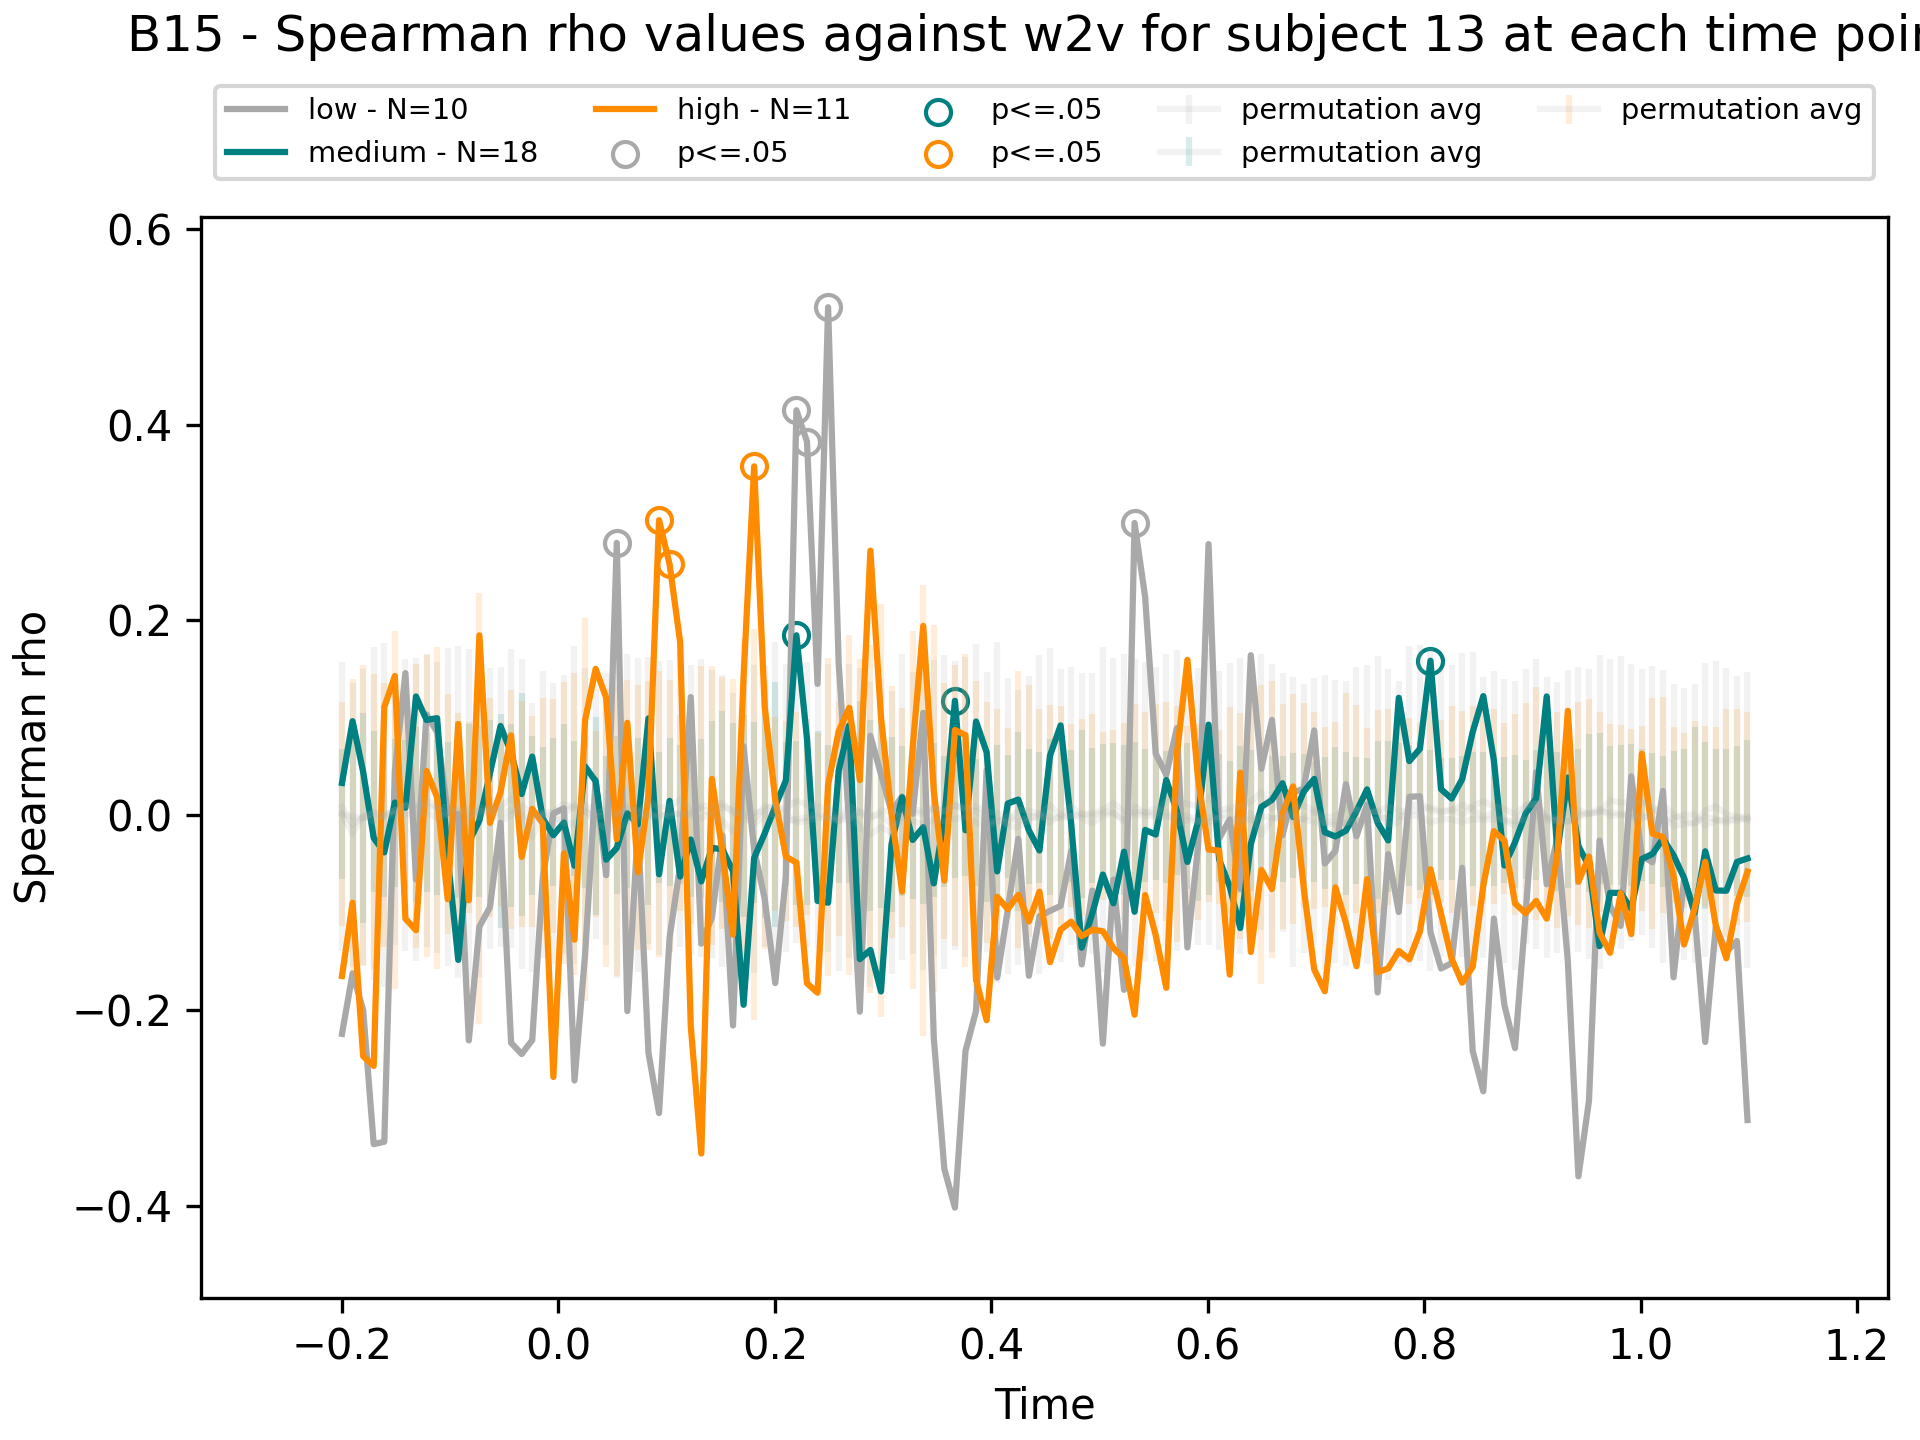 B15 - Spearman rho values against w2v for subject 13 at each time poi
low - N=10
medium - N=18
high - N=11
p<=.05
p<=.05
p<=.05
permutation avg
permutation avg
permutation avg
0.6
0.4
0.2
0.0
−0.2
−0.4
Spearman rho
−0.2 0.0 0.2 0.4 0.6 0.8 1.0 1.2
Time